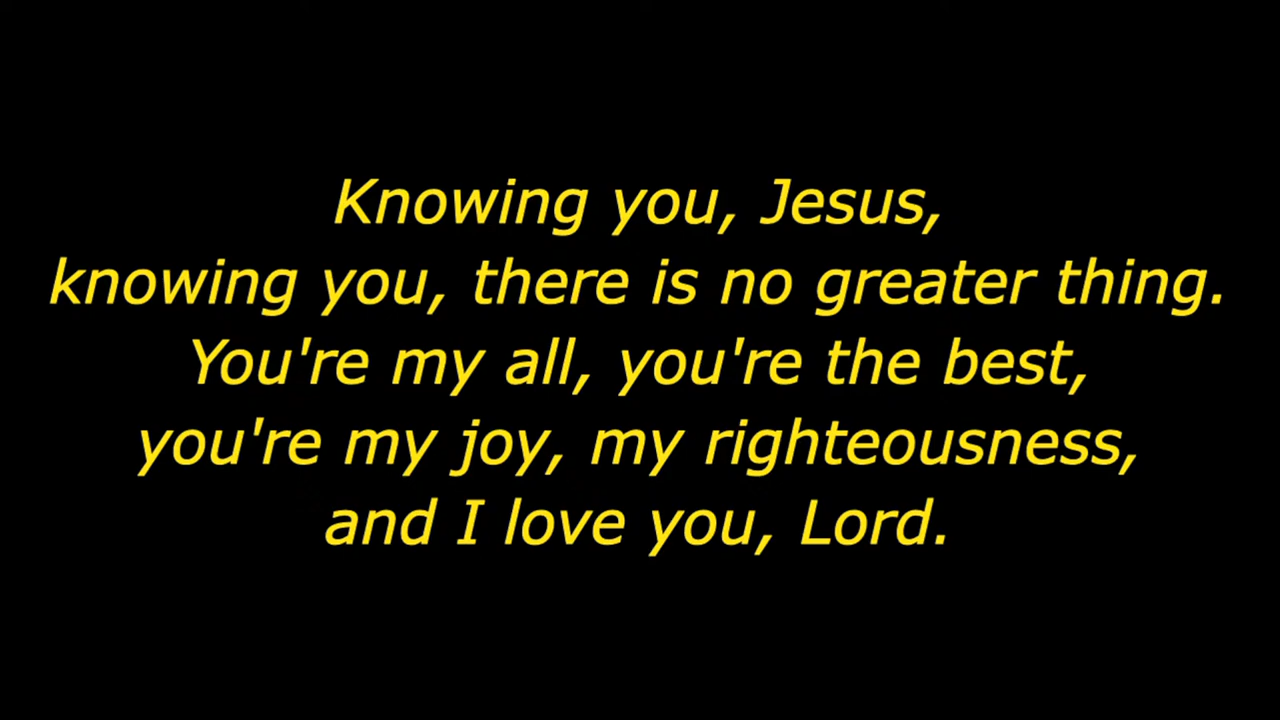 Knowing you, Jesus,
knowing you, there is no greater thing.
You're my all, you're the best,
you're my joy, my righteousness,
and I love you, Lord.